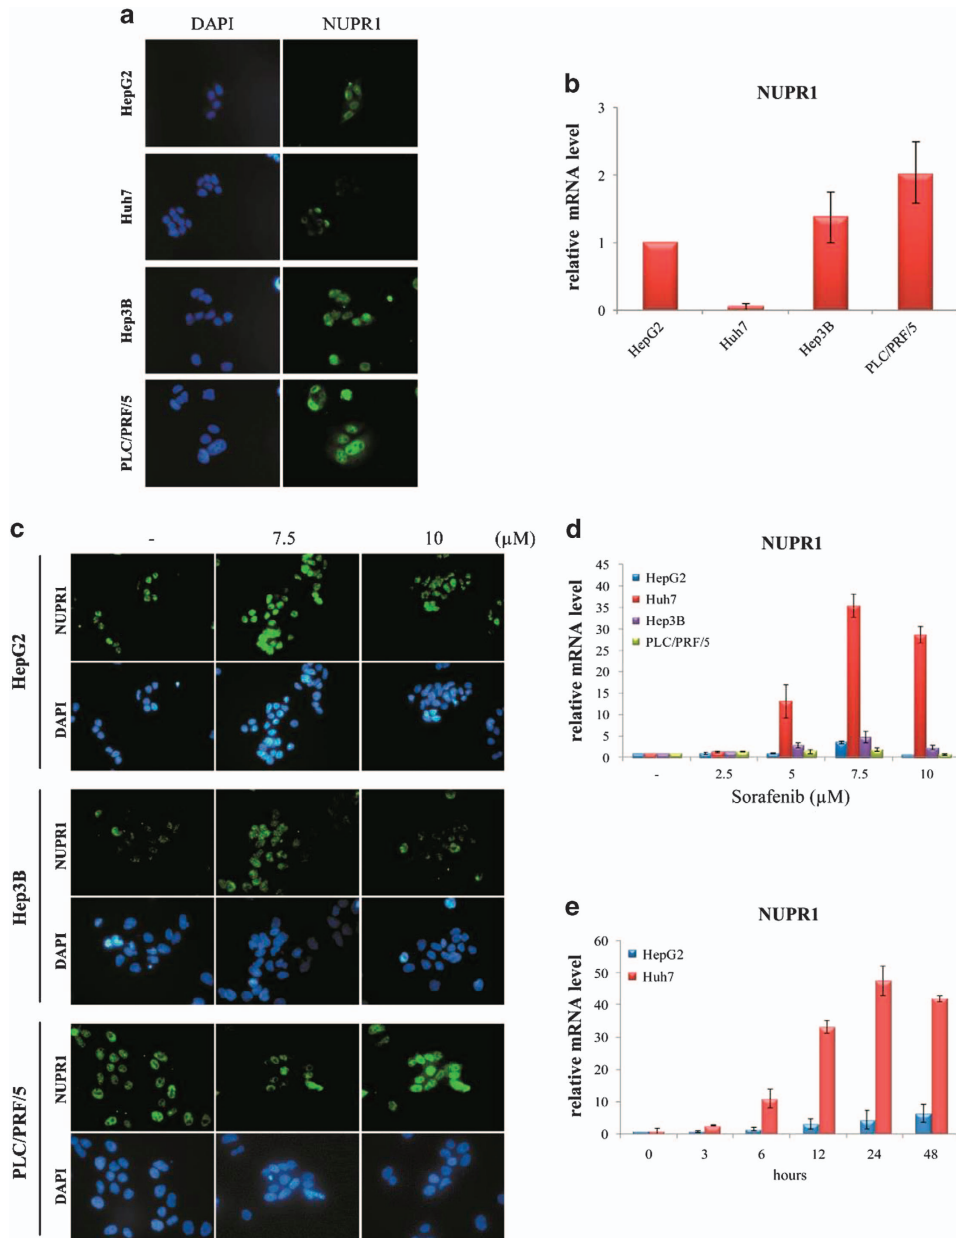 a
DAPI NUPR1
HepG2
Huh7
Hep3B
PLC/PRF/5
b
NUPR1
relative mRNA level
3
2
1
0
HepG2 Huh7 Hep3B PLC/PRF/5
c
- 7.5 10 (µM)
HepG2
NUPR1
DAPI
Hep3B
NUPR1
DAPI
PLC/PRF/5
NUPR1
DAPI
d
NUPR1
relative mRNA level
45
40
35
30
25
20
15
10
5
0
HepG2
Huh7
Hep3B
PLC/PRF/5
- 2.5 5 7.5 10
Sorafenib (µM)
e
NUPR1
relative mRNA level
60
50
40
30
20
10
0
HepG2
Huh7
0 3 6 12 24 48
hours